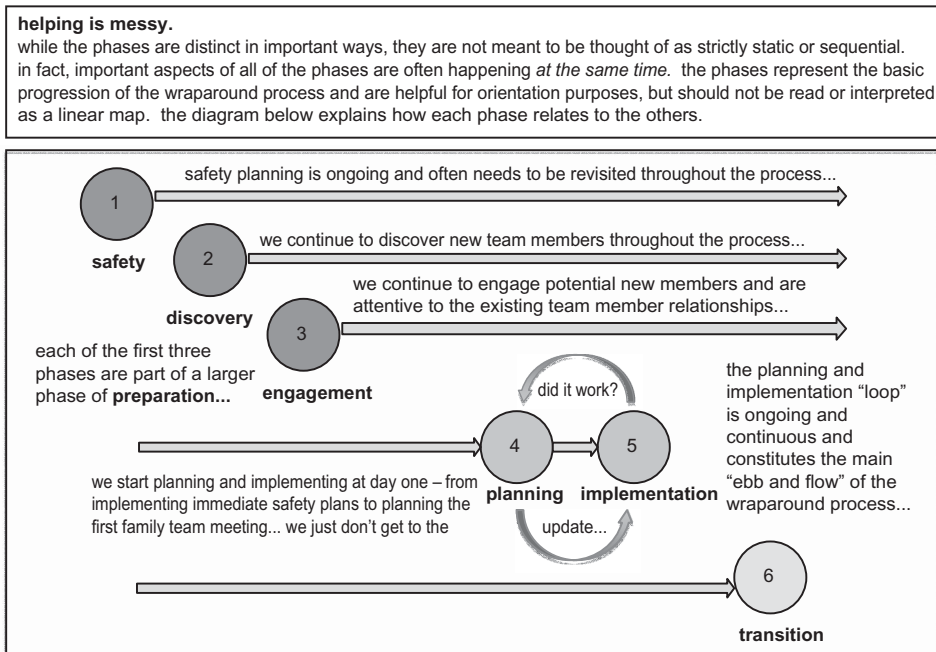 helping is messy.
while the phases are distinct in important ways, they are not meant to be thought of as strictly static or sequential.
in fact, important aspects of all of the phases are often happening at the same time.  the phases represent the basic
progression of the wraparound process and are helpful for orientation purposes, but should not be read or interpreted
as a linear map.  the diagram below explains how each phase relates to the others.
safety planning is ongoing and often needs to be revisited throughout the process...
1
safety
we continue to discover new team members throughout the process...
2
discovery
we continue to engage potential new members and are
attentive to the existing team member relationships...
3
engagement
each of the first three
phases are part of a larger
phase of preparation...
did it work?
4
5
planning
implementation
update...
the planning and
implementation “loop”
is ongoing and
continuous and
constitutes the main
“ebb and flow” of the
wraparound process...
we start planning and implementing at day one – from
implementing immediate safety plans to planning the
first family team meeting... we just don’t get to the
6
transition